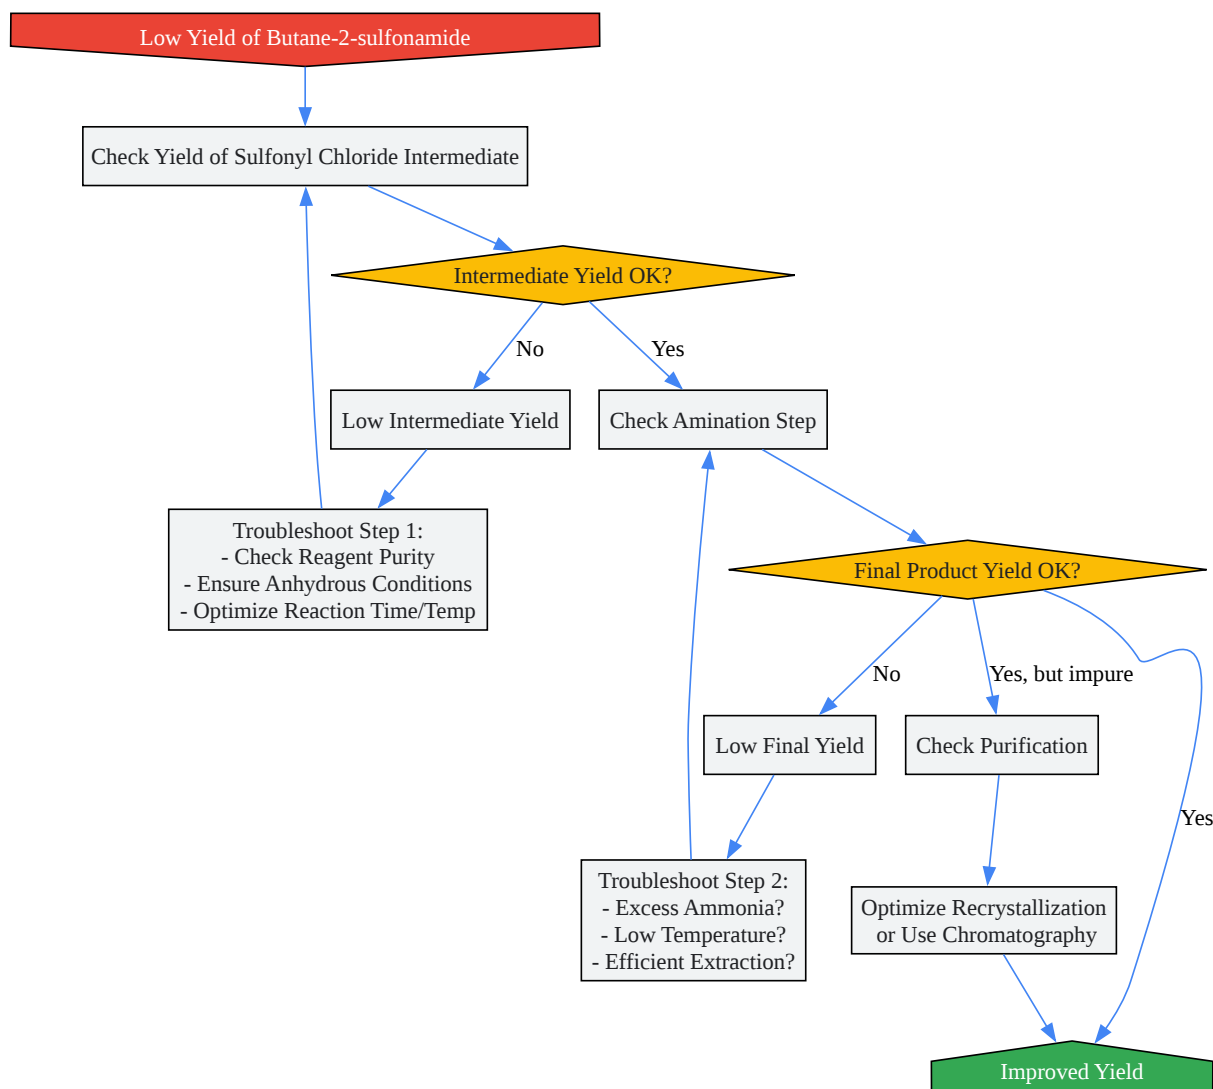 Low Yield of Butane-2-sulfonamide
Check Yield of Sulfonyl Chloride Intermediate
Intermediate Yield OK?
No
Yes
Low Intermediate Yield
Check Amination Step
Troubleshoot Step 1:
- Check Reagent Purity
- Ensure Anhydrous Conditions
- Optimize Reaction Time/Temp
Final Product Yield OK?
No
Yes, but impure
Yes
Low Final Yield
Check Purification
Troubleshoot Step 2:
- Excess Ammonia?
- Low Temperature?
- Efficient Extraction?
Optimize Recrystallization
or Use Chromatography
Improved Yield